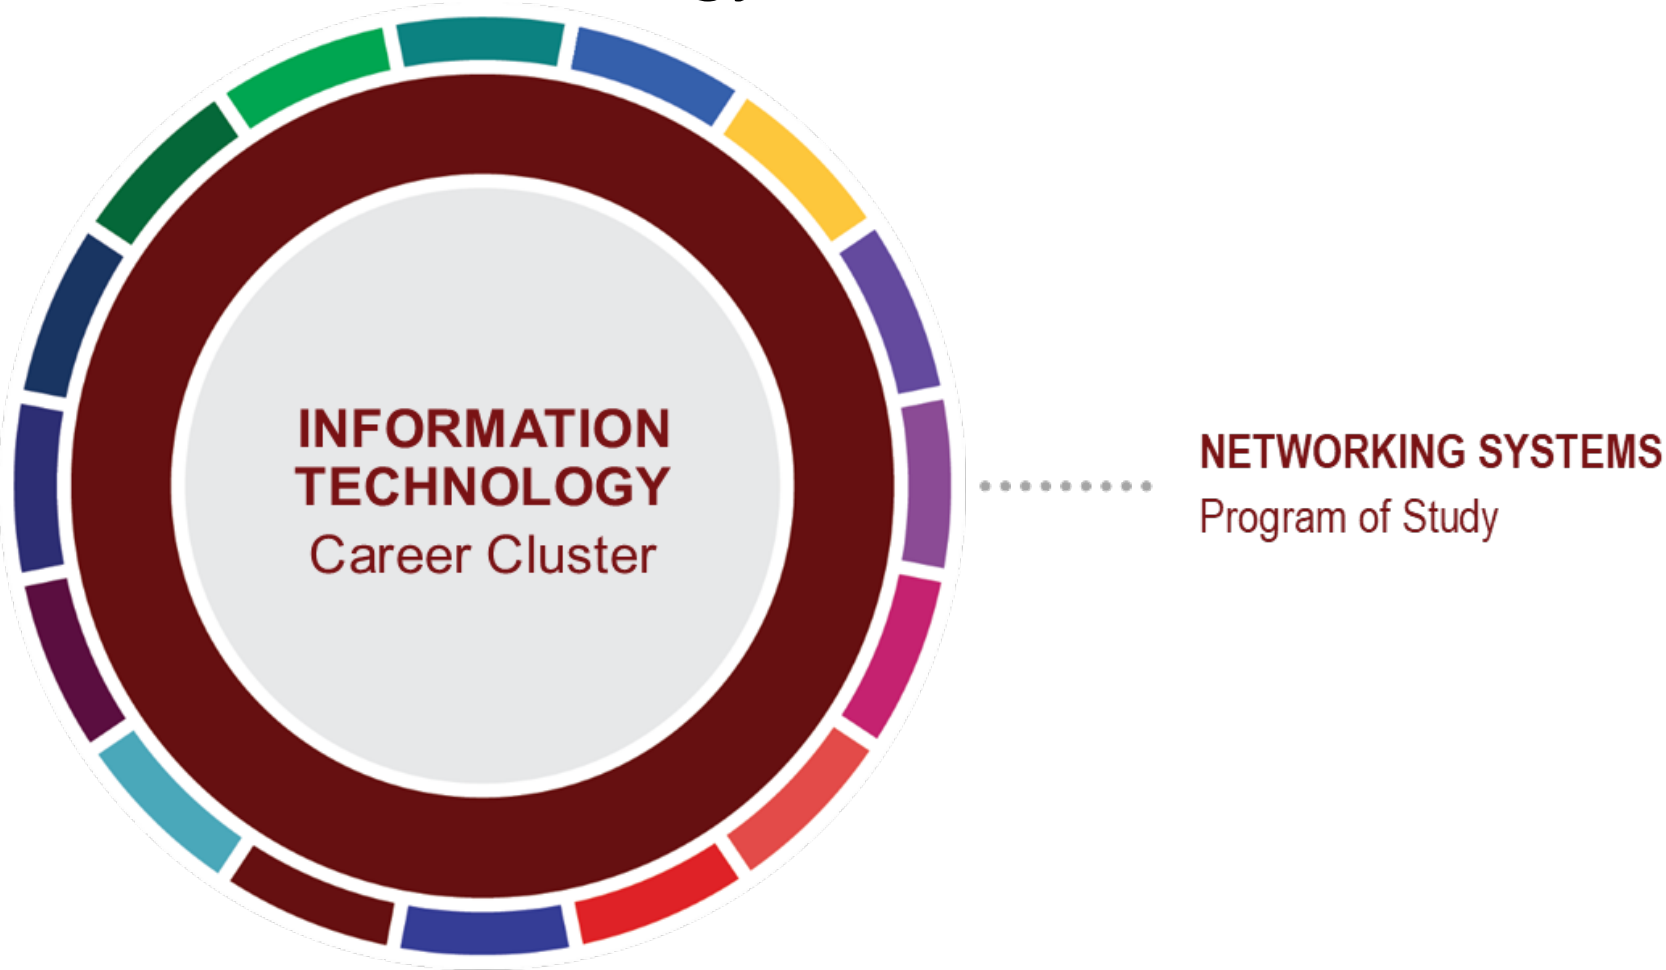 INFORMATION
TECHNOLOGY
Career Cluster
NETWORKING SYSTEMS
Program of Study